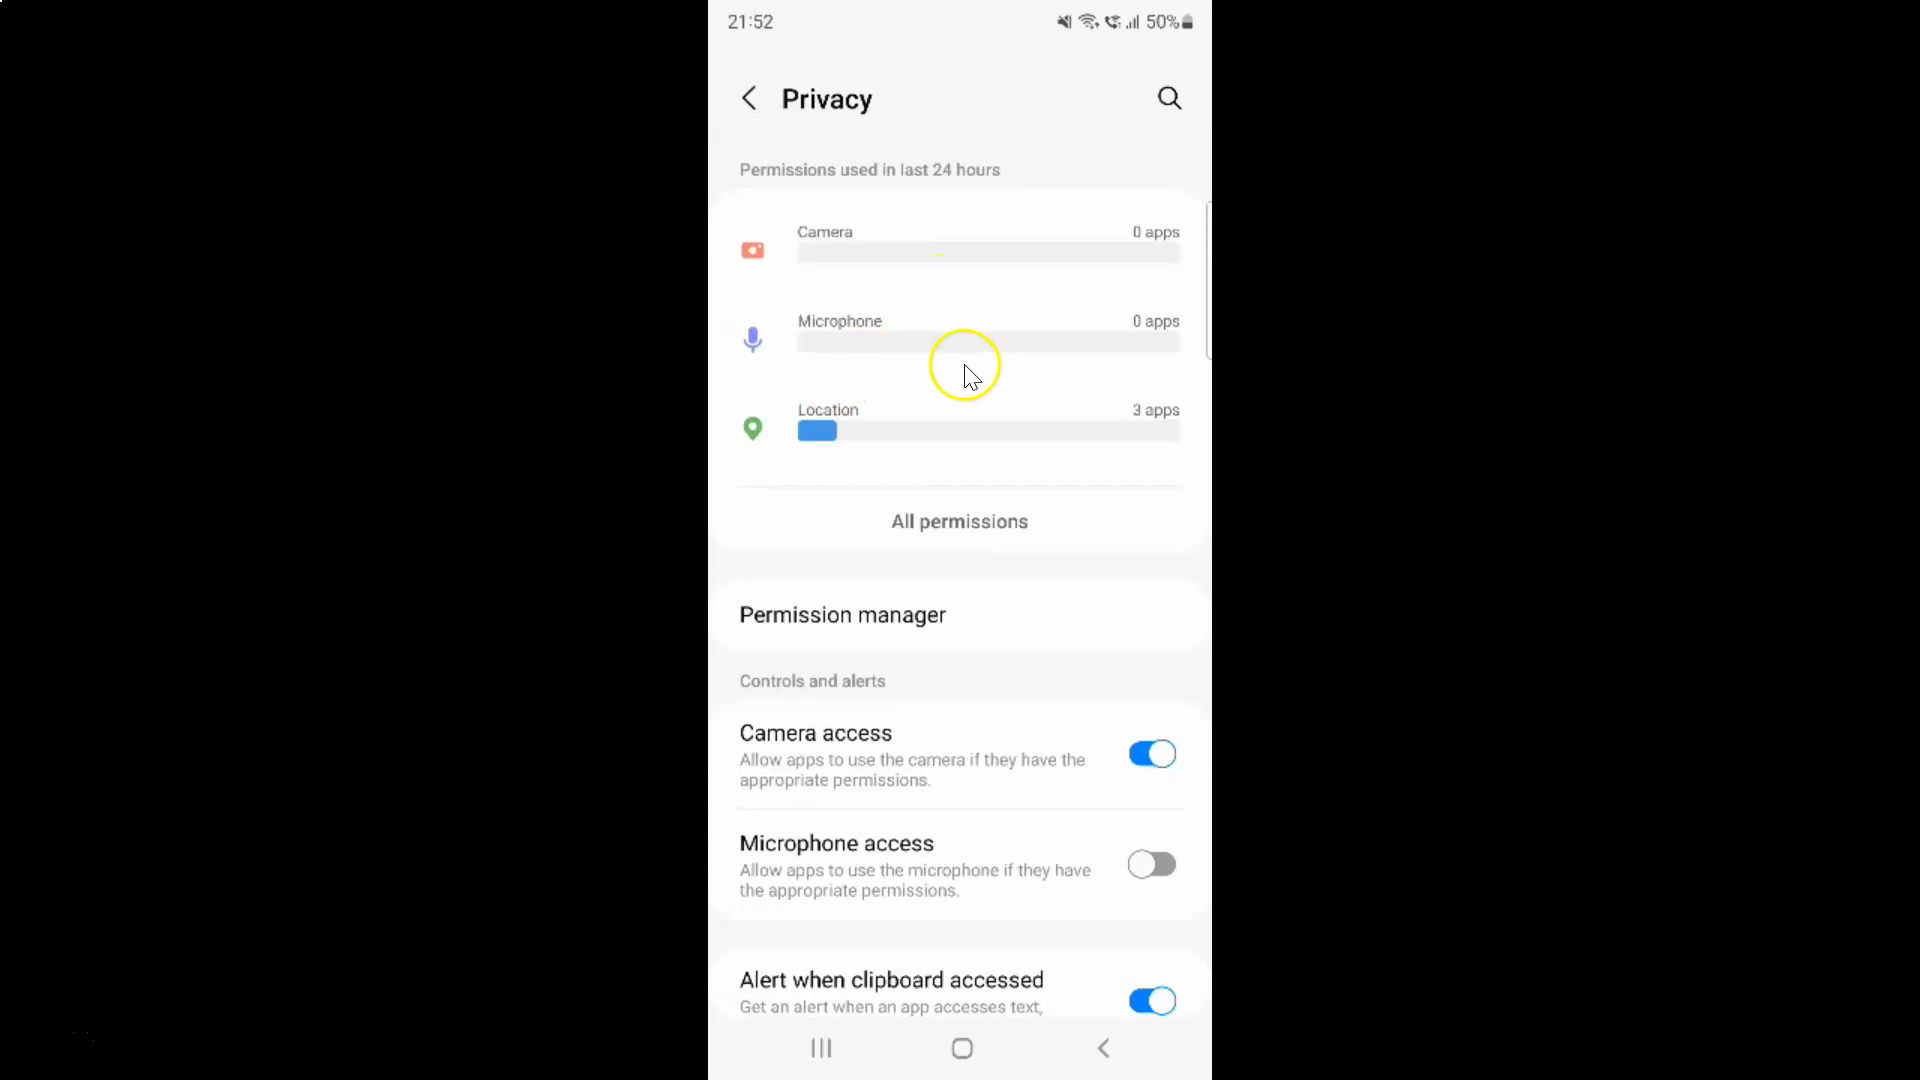 21:52
50%
Privacy
Permissions used in last 24 hours
Camera
0 apps
Microphone
0 apps
Location
3 apps
All permissions
Permission manager
Controls and alerts
Camera access
Allow apps to use the camera if they have the
appropriate permissions.
Microphone access
Allow apps to use the microphone if they have
the appropriate permissions.
Alert when clipboard accessed
Get an alert when an app accesses text,